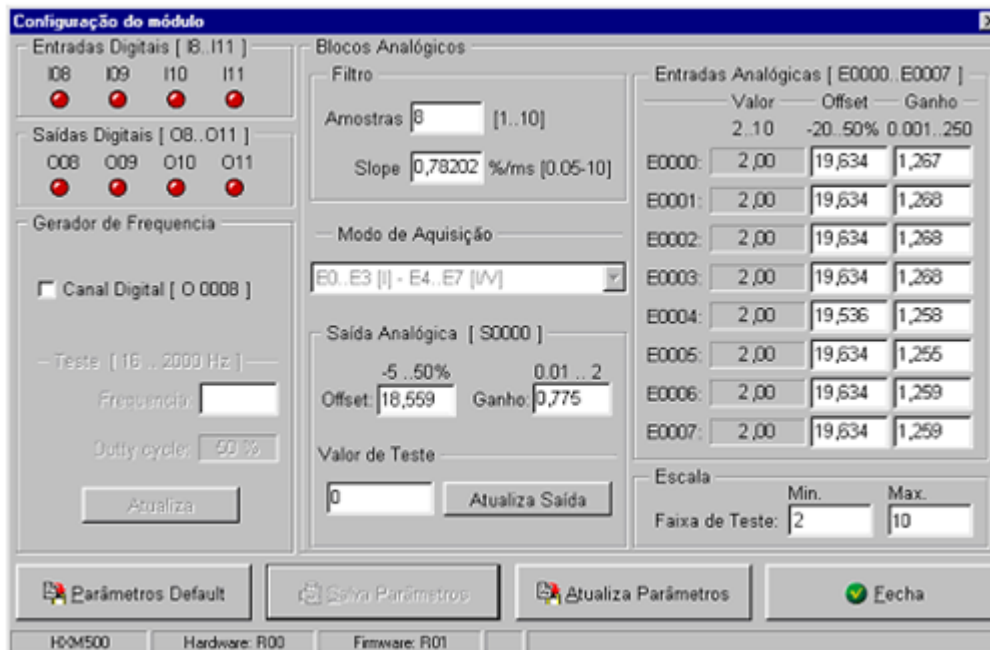 Configuração do módulo
Entradas Digitais [ I8..I11 ]
I08 I09 I10 I11
Saídas Digitais [ O8..O11 ]
O08 O09 O10 O11
Gerador de Frequencia
Canal Digital [ O 0008 ]
Teste [ 16 .. 2000 Hz ]
Frequencia:
Dutty cycle: 50 %
Atualiza
Blocos Analógicos
Filtro
Amostras 8 [1..10]
Slope 0,78202 %/ms [0.05-10]
Modo de Aquisição
E0..E3 [I] - E4..E7 [I/V]
Saída Analógica [ S0000 ]
-5 ..50% 0.01 .. 2
Offset: 18,559 Ganho: 0,775
Valor de Teste
0 Atualiza Saída
Entradas Analógicas [ E0000..E0007 ]
Valor Offset Ganho
2..10 -20..50% 0.001..250
E0000: 2,00 19,634 1,267
E0001: 2,00 19,634 1,268
E0002: 2,00 19,634 1,268
E0003: 2,00 19,634 1,268
E0004: 2,00 19,536 1,258
E0005: 2,00 19,634 1,255
E0006: 2,00 19,634 1,259
E0007: 2,00 19,634 1,259
Escala
Min. Max.
Faixa de Teste: 2 10
Parâmetros Default Salva Parâmetros Atualiza Parâmetros Fecha
HXM500 Hardware: R00 Firmware: R01